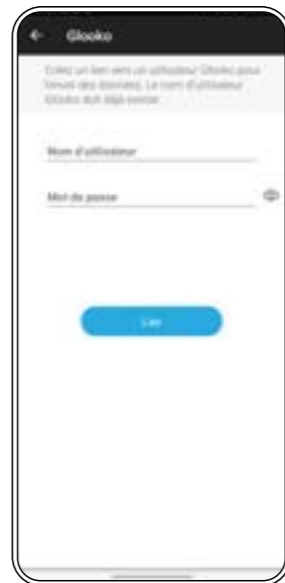 Glooko
Créez un lien vers un utilisateur Glooko pour
l'envoi des données. Le nom d'utilisateur
Glooko doit déjà exister.
Nom d'utilisateur
Mot de passe
Lier